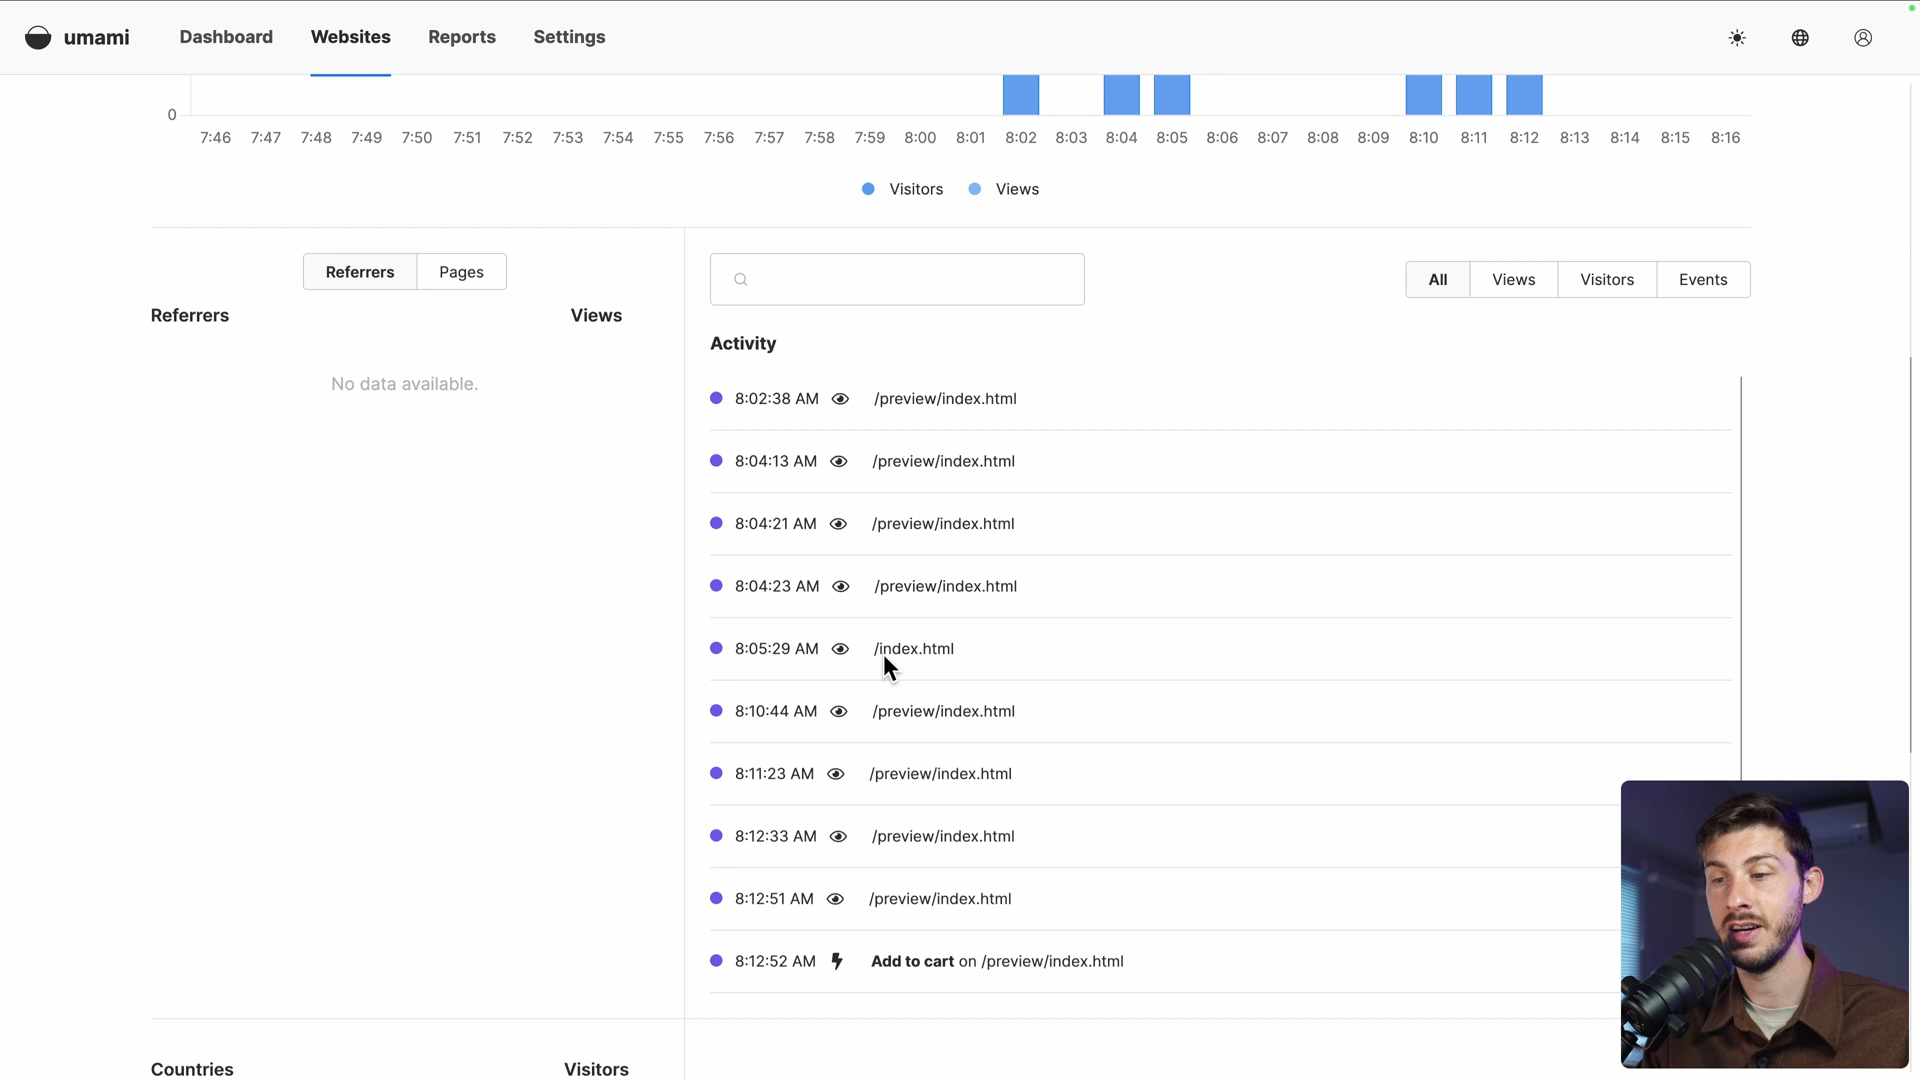 umami Dashboard Websites Reports Settings
0
7:46 7:47 7:48 7:49 7:50 7:51 7:52 7:53 7:54 7:55 7:56 7:57 7:58 7:59 8:00 8:01 8:02 8:03 8:04 8:05 8:06 8:07 8:08 8:09 8:10 8:11 8:12 8:13 8:14 8:15 8:16
Visitors Views
Referrers Pages
Referrers Views
No data available.
All Views Visitors Events
Activity
8:02:38 AM /preview/index.html
8:04:13 AM /preview/index.html
8:04:21 AM /preview/index.html
8:04:23 AM /preview/index.html
8:05:29 AM /index.html
8:10:44 AM /preview/index.html
8:11:23 AM /preview/index.html
8:12:33 AM /preview/index.html
8:12:51 AM /preview/index.html
8:12:52 AM Add to cart on /preview/index.html
Countries Visitors